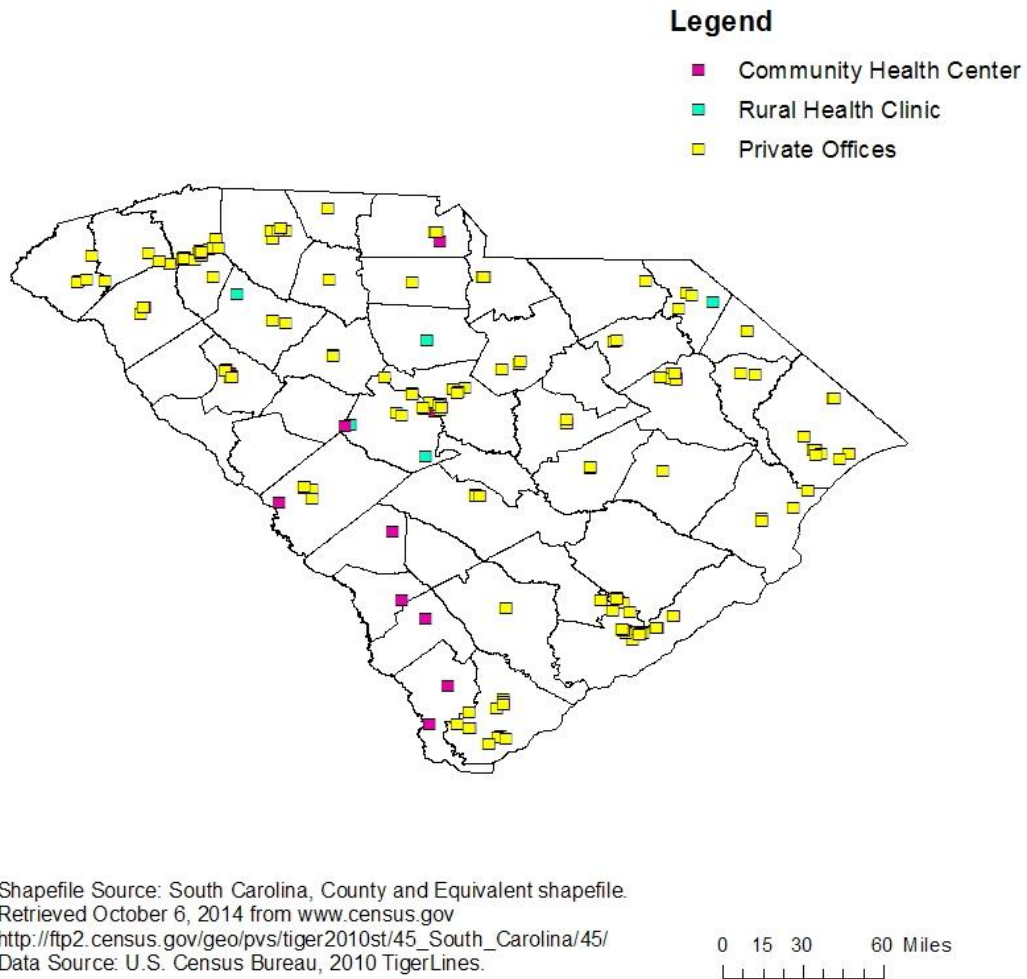 Legend
Community Health Center
Rural Health Clinic
Private Offices
Shapefile Source: South Carolina, County and Equivalent shapefile.
Retrieved October 6, 2014 from www.census.gov
http://ftp2.census.gov/geo/pvs/tiger2010st/45_South_Carolina/45/
Data Source: U.S. Census Bureau, 2010 TigerLines.
0 15 30 60 Miles